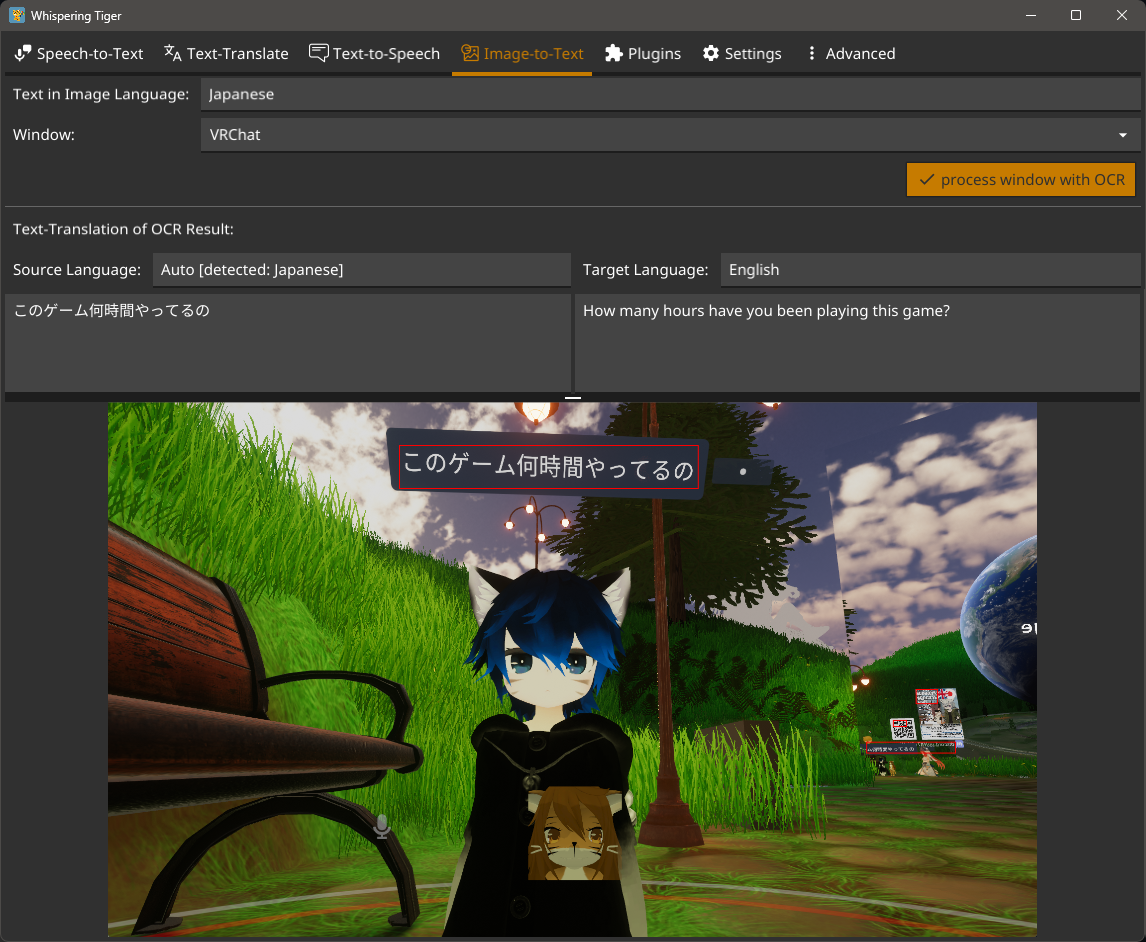 Whispering Tiger
Speech-to-Text Text-Translate Text-to-Speech Image-to-Text Plugins Settings Advanced
Text in Image Language: Japanese
Window: VRChat
process window with OCR
Text-Translation of OCR Result:
Source Language: Auto [detected: Japanese] Target Language: English
このゲーム何時間やってるの
How many hours have you been playing this game?
このゲーム何時間やってるの